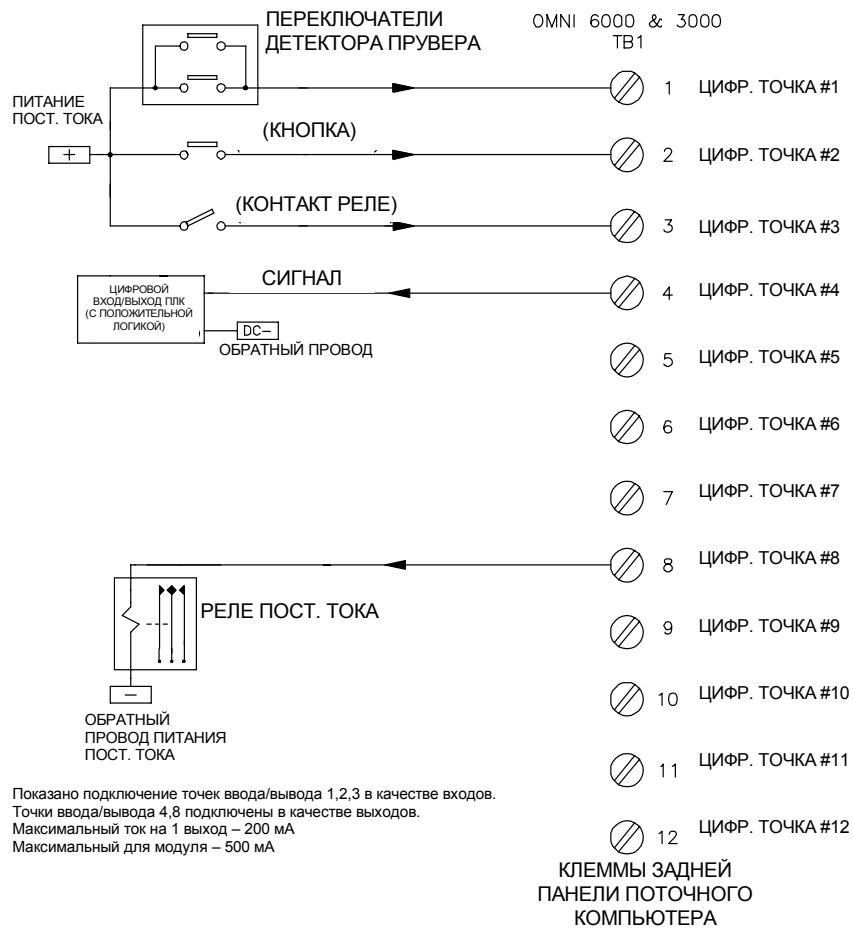 ПЕРЕКЛЮЧАТЕЛИ
ДЕТЕКТОРА ПРУВЕРА
OMNI 6000 & 3000
TB1
1 ЦИФР. ТОЧКА #1
ПИТАНИЕ
ПОСТ. ТОКА
+
(КНОПКА)
2 ЦИФР. ТОЧКА #2
(КОНТАКТ РЕЛЕ)
3 ЦИФР. ТОЧКА #3
ЦИФРОВОЙ
ВХОД/ВЫХОД ПЛК
(С ПОЛОЖИТЕЛЬНОЙ
ЛОГИКОЙ)
СИГНАЛ
4 ЦИФР. ТОЧКА #4
DC–
ОБРАТНЫЙ ПРОВОД
5 ЦИФР. ТОЧКА #5
6 ЦИФР. ТОЧКА #6
7 ЦИФР. ТОЧКА #7
8 ЦИФР. ТОЧКА #8
РЕЛЕ ПОСТ. ТОКА
9 ЦИФР. ТОЧКА #9
–
ОБРАТНЫЙ
ПРОВОД ПИТАНИЯ
ПОСТ. ТОКА
10 ЦИФР. ТОЧКА #10
11 ЦИФР. ТОЧКА #11
12 ЦИФР. ТОЧКА #12
Показано подключение точек ввода/вывода 1,2,3 в качестве входов.
Точки ввода/вывода 4,8 подключены в качестве выходов.
Максимальный ток на 1 выход – 200 мА
Максимальный для модуля – 500 мА
КЛЕММЫ ЗАДНЕЙ
ПАНЕЛИ ПОТОЧНОГО
КОМПЬЮТЕРА